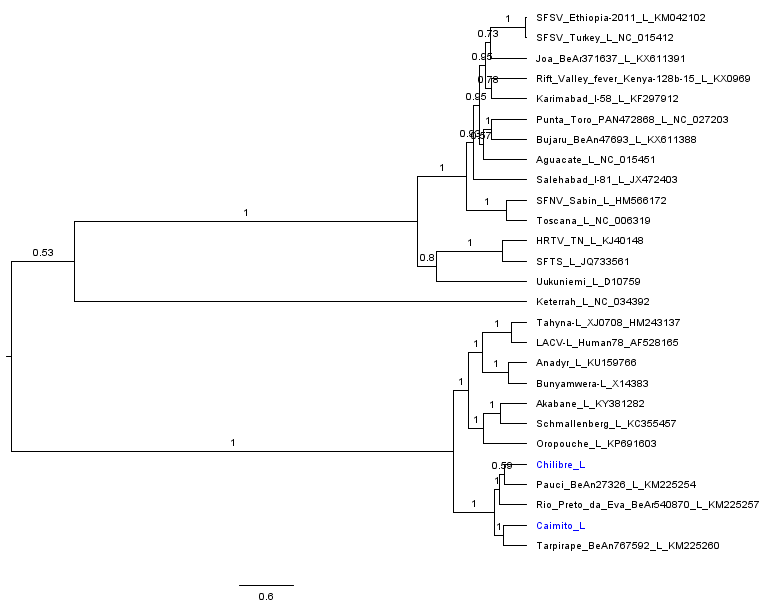 1
SFSV_Ethiopia-2011_L_KM042102
0.73
SFSV_Turkey_L_NC_015412
0.95
Joa_BeAr371637_L_KX611391
0.78
Rift_Valley_fever_Kenya-128b-15_L_KX0969
0.95
Karimabad_I-58_L_KF297912
1
Punta_Toro_PAN472868_L_NC_027203
Bujaru_BeAn47693_L_KX611388
Aguacate_L_NC_015451
1
Salehabad_I-81_L_JX472403
1
SFNV_Sabin_L_HM566172
1
Toscana_L_NC_006319
1
HRTV_TN_L_KJ40148
0.8
SFTS_L_JQ733561
0.53
Uukuniemi_L_D10759
Keterrah_L_NC_034392
1
Tahyna-L_XJ0708_HM243137
1
LACV-L_Human78_AF528165
1
Anadyr_L_KU159766
1
Bunyamwera-L_X14383
1
Akabane_L_KY381282
1
Schmallenberg_L_KC355457
1
Oropouche_L_KP691603
0.59
Chilibre_L
1
Pauci_BeAn27326_L_KM225254
1
Rio_Preto_da_Eva_BeAr540870_L_KM225257
1
Caimito_L
Tarpirape_BeAn767592_L_KM225260
0.6